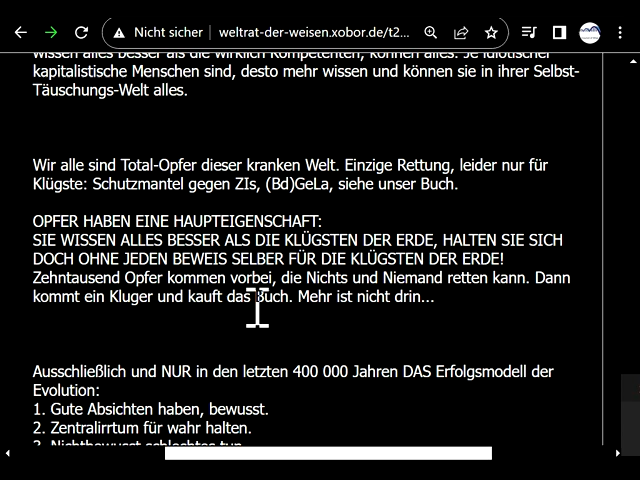 Nicht sicher weltrat-der-weisen.xobor.de/t2...
wissen alles besser als die wirklich Kompetenten, können alles. Je idiotischer
kapitalistische Menschen sind, desto mehr wissen und können sie in ihrer Selbst-
Täuschungs-Welt alles.
Wir alle sind Total-Opfer dieser kranken Welt. Einzige Rettung, leider nur für
Klügste: Schutzmantel gegen ZIs, (Bd)GeLa, siehe unser Buch.
OPFER HABEN EINE HAUPTEIGENSCHAFT:
SIE WISSEN ALLES BESSER ALS DIE KLÜGSTEN DER ERDE, HALTEN SIE SICH
DOCH OHNE JEDEN BEWEIS SELBER FÜR DIE KLÜGSTEN DER ERDE!
Zehntausend Opfer kommen vorbei, die Nichts und Niemand retten kann. Dann
kommt ein Kluger und kauft das Buch. Mehr ist nicht drin...
Ausschließlich und NUR in den letzten 400 000 Jahren DAS Erfolgsmodell der
Evolution:
1. Gute Absichten haben, bewusst.
2. Zentralirrtum für wahr halten.
3. Nichtbewusst schlechtes tun